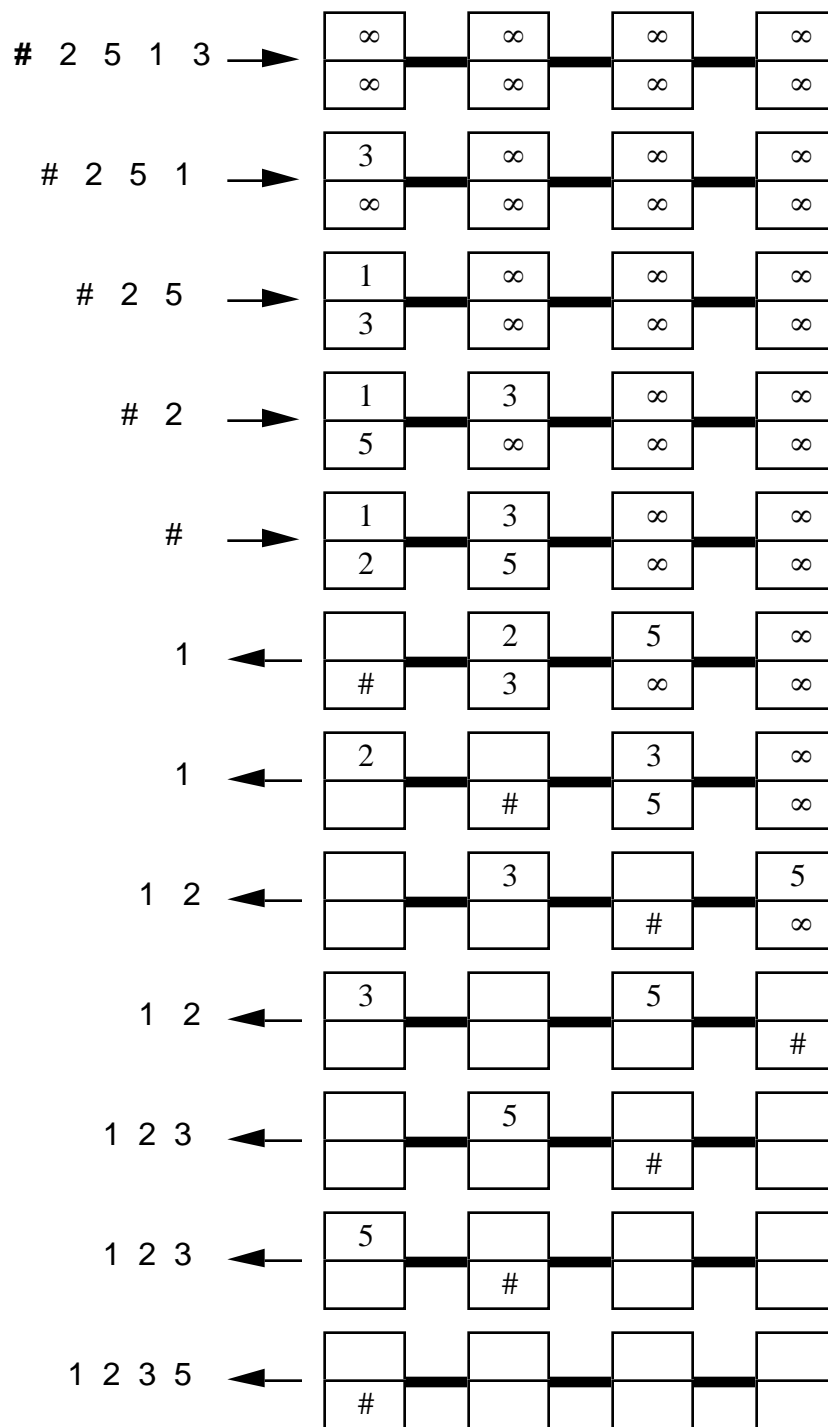 ∞ ∞ ∞ ∞
# 2 5 1 3
∞ ∞ ∞ ∞
3 ∞ ∞ ∞
# 2 5 1
∞ ∞ ∞ ∞
1 ∞ ∞ ∞
# 2 5
3 ∞ ∞ ∞
1 3 ∞ ∞
# 2
5 ∞ ∞ ∞
1 3 ∞ ∞
#
2 5 ∞ ∞
2 5 ∞
1
# 3 ∞ ∞
2 3 ∞
1
# 5 ∞
3 5
1 2
# ∞
3 5
1 2
#
5
1 2 3
#
5
1 2 3
#
1 2 3 5
#